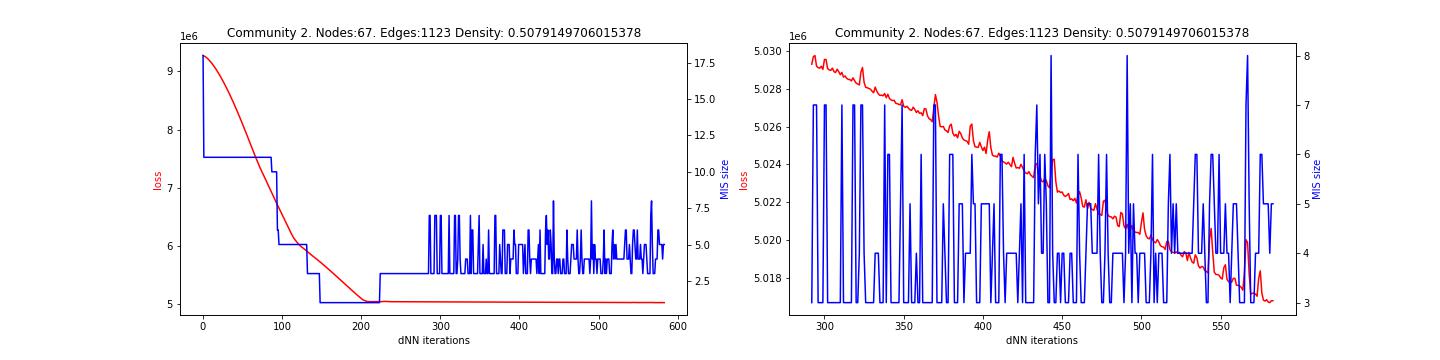 Community 2. Nodes:67. Edges:1123 Density: 0.5079149706015378
1e6
9
8
7
6
5
loss
17.5
15.0
12.5
10.0
7.5
5.0
2.5
MIS size
0 100 200 300 400 500 600
dNN iterations
Community 2. Nodes:67. Edges:1123 Density: 0.5079149706015378
1e6
5.030
5.028
5.026
5.024
5.022
5.020
5.018
loss
8
7
6
5
4
3
MIS size
300 350 400 450 500 550
dNN iterations